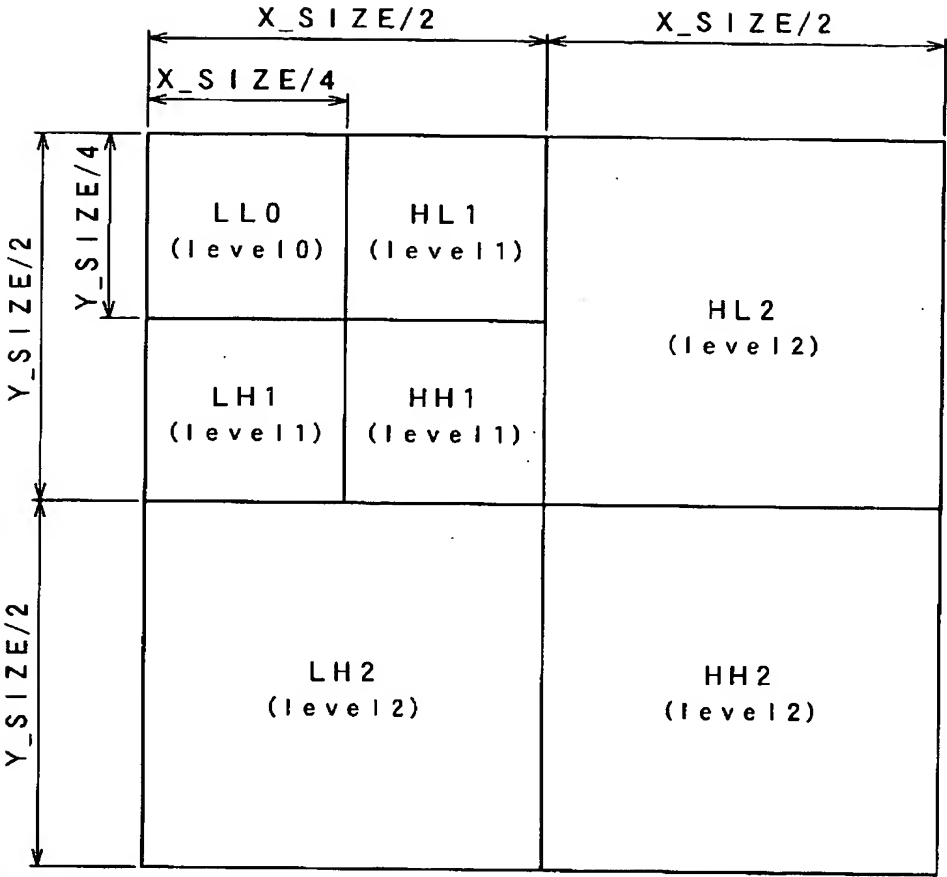 X_SIZE/2
X_SIZE/2
X_SIZE/4
Y_SIZE/2
Y_SIZE/4
LL0
(level0)
HL1
(level1)
HL2
(level2)
LH1
(level1)
HH1
(level1)
Y_SIZE/2
LH2
(level2)
HH2
(level2)